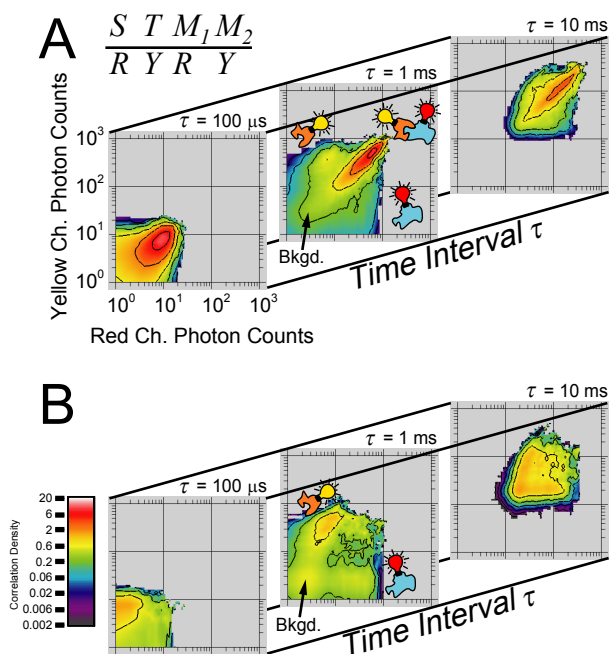 A
S T M1 M2
R Y R Y
τ = 10 ms
τ = 1 ms
τ = 100 μs
Yellow Ch. Photon Counts
10³
10²
10¹
10⁰
10⁰ 10¹ 10² 10³
Red Ch. Photon Counts
Bkgd.
Time Interval τ
B
τ = 10 ms
τ = 1 ms
τ = 100 μs
Correlation Density
20
6
2
0.6
0.2
0.06
0.02
0.006
0.002
Bkgd.
Time Interval τ